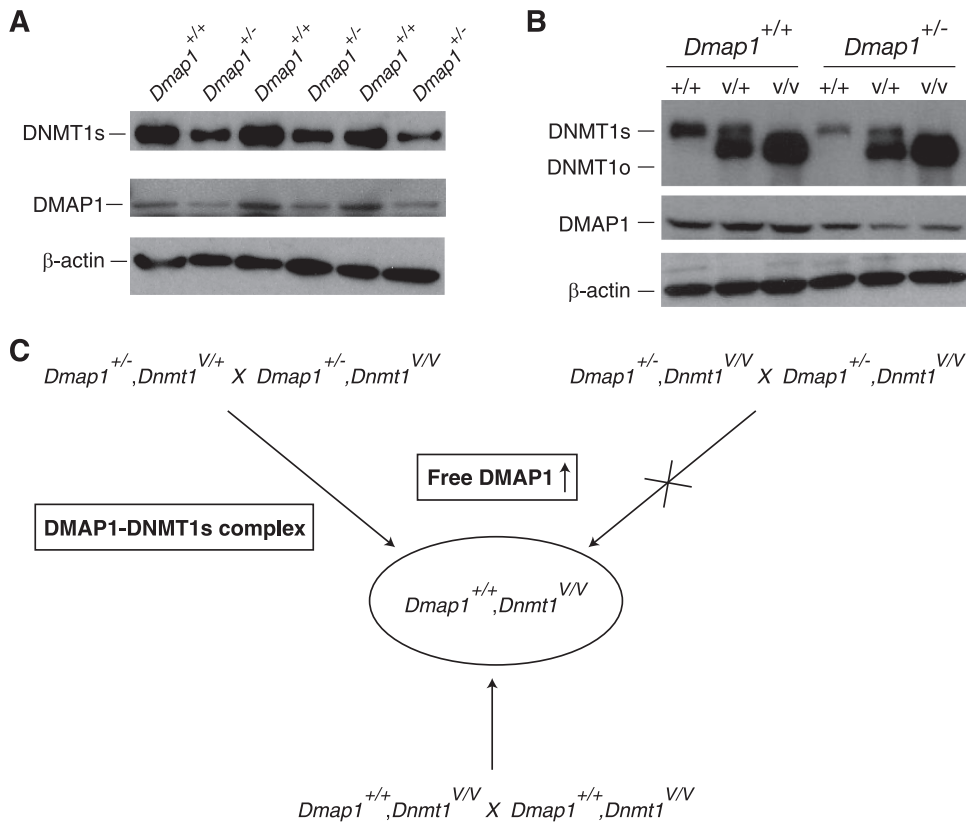 A
Dmap1+/+ Dmap1+/- Dmap1+/+ Dmap1+/- Dmap1+/+ Dmap1+/-
DNMT1s
DMAP1
β-actin
B
Dmap1+/+ Dmap1+/-
+/+ v/+ v/v +/+ v/+ v/v
DNMT1s
DNMT1o
DMAP1
β-actin
C
Dmap1+/-,Dnmt1V/+ X Dmap1+/-,Dnmt1V/V
Dmap1+/-,Dnmt1V/V X Dmap1+/-,Dnmt1V/V
Free DMAP1↑
DMAP1-DNMT1s complex
Dmap1+/+,Dnmt1V/V
Dmap1+/+,Dnmt1V/V X Dmap1+/+,Dnmt1V/V